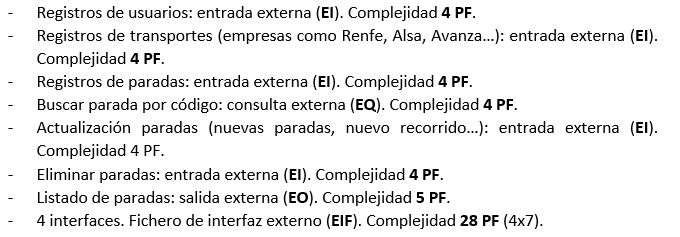 - Registros de usuarios: entrada externa (EI). Complejidad 4 PF.
- Registros de transportes (empresas como Renfe, Alsa, Avanza...): entrada externa (EI).
Complejidad 4 PF.
- Registros de paradas: entrada externa (EI). Complejidad 4 PF.
- Buscar parada por código: consulta externa (EQ). Complejidad 4 PF.
- Actualización paradas (nuevas paradas, nuevo recorrido...): entrada externa (EI).
Complejidad 4 PF.
- Eliminar paradas: entrada externa (EI). Complejidad 4 PF.
- Listado de paradas: salida externa (EO). Complejidad 5 PF.
- 4 interfaces. Fichero de interfaz externo (EIF). Complejidad 28 PF (4x7).